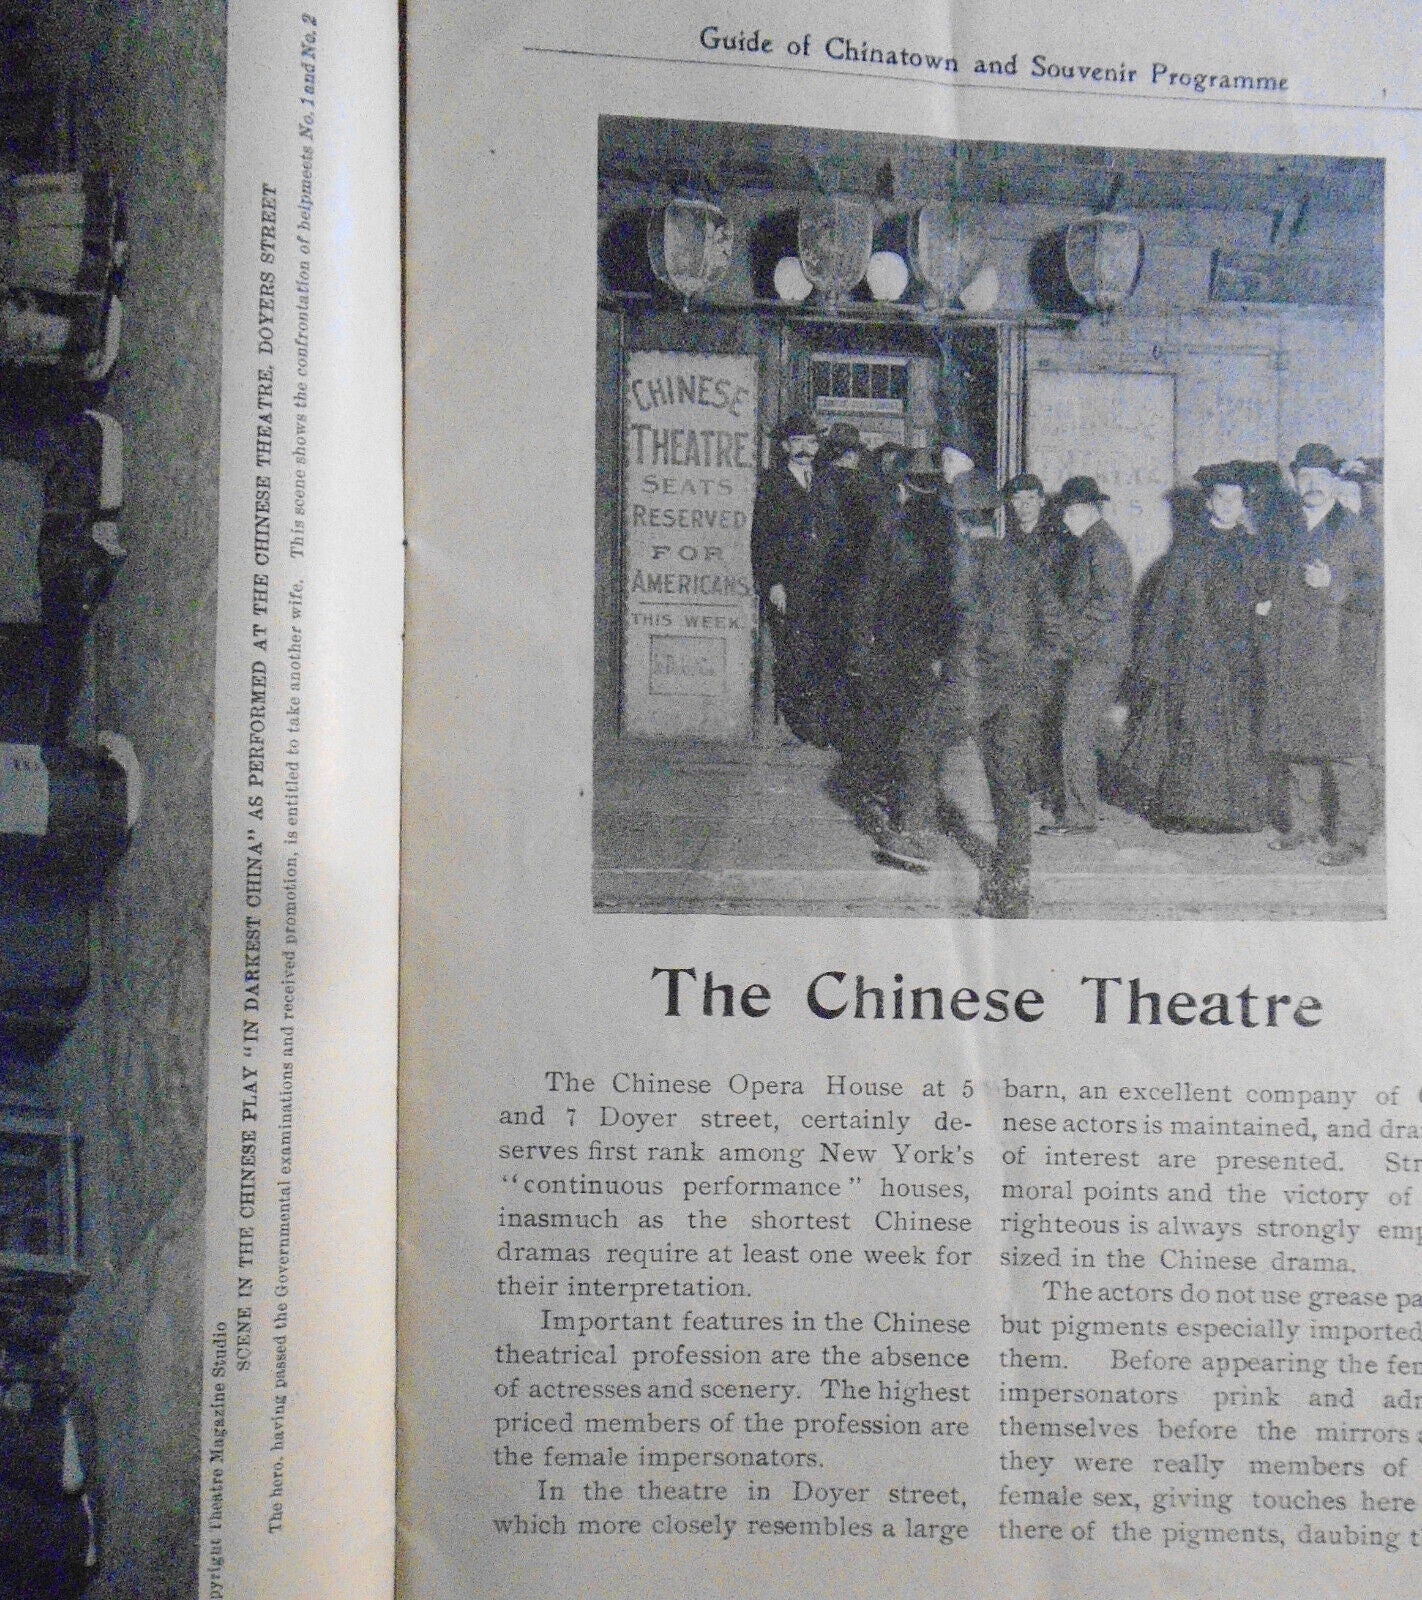 pyright Theatre Magazine Studio
SCENE IN THE CHINESE PLAY “IN DARKEST CHINA” AS PERFORMED AT THE CHINESE THEATRE, DOYERS STREET
The hero, having passed the Governmental examinations and received promotion, is entitled to take another wife. This scene shows the confrontation of helpmeets No. 1 and No. 2
Guide of Chinatown and Souvenir Programme
CHINESE
THEATRE
SEATS
RESERVED
FOR
AMERICANS
THIS WEEK
The Chinese Theatre
The Chinese Opera House at 5
and 7 Doyer street, certainly de-
serves first rank among New York's
“continuous performance” houses,
inasmuch as the shortest Chinese
dramas require at least one week for
their interpretation.
Important features in the Chinese
theatrical profession are the absence
of actresses and scenery. The highest
priced members of the profession are
the female impersonators.
In the theatre in Doyer street,
which more closely resembles a large
barn, an excellent company of
nese actors is maintained, and dra
of interest are presented. Str
moral points and the victory of
righteous is always strongly emp
sized in the Chinese drama.
The actors do not use grease pa
but pigments especially imported
them. Before appearing the fem
impersonators prink and adm
themselves before the mirrors
they were really members of
female sex, giving touches here
there of the pigments, daubing t